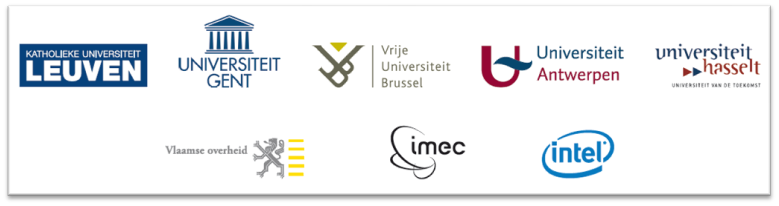 KATHOLIEKE UNIVERSITEIT
LEUVEN
UNIVERSITEIT
GENT
Vrije
Universiteit
Brussel
Universiteit
Antwerpen
universiteit
hasselt
UNIVERSITEIT VAN DE TOEKOMST
Vlaamse overheid
imec
intel